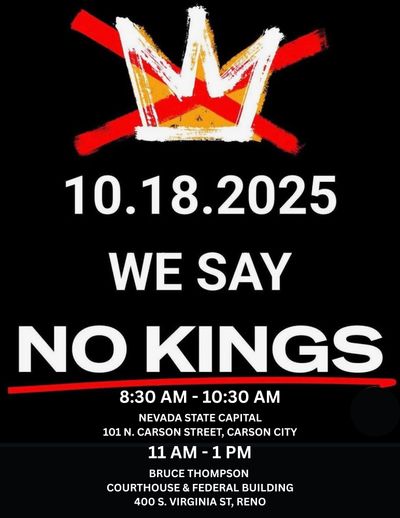 10.18.2025
WE SAY
NO KINGS
8:30 AM - 10:30 AM
NEVADA STATE CAPITAL
101 N. CARSON STREET, CARSON CITY
11 AM - 1 PM
BRUCE THOMPSON
COURTHOUSE & FEDERAL BUILDING
400 S. VIRGINIA ST, RENO